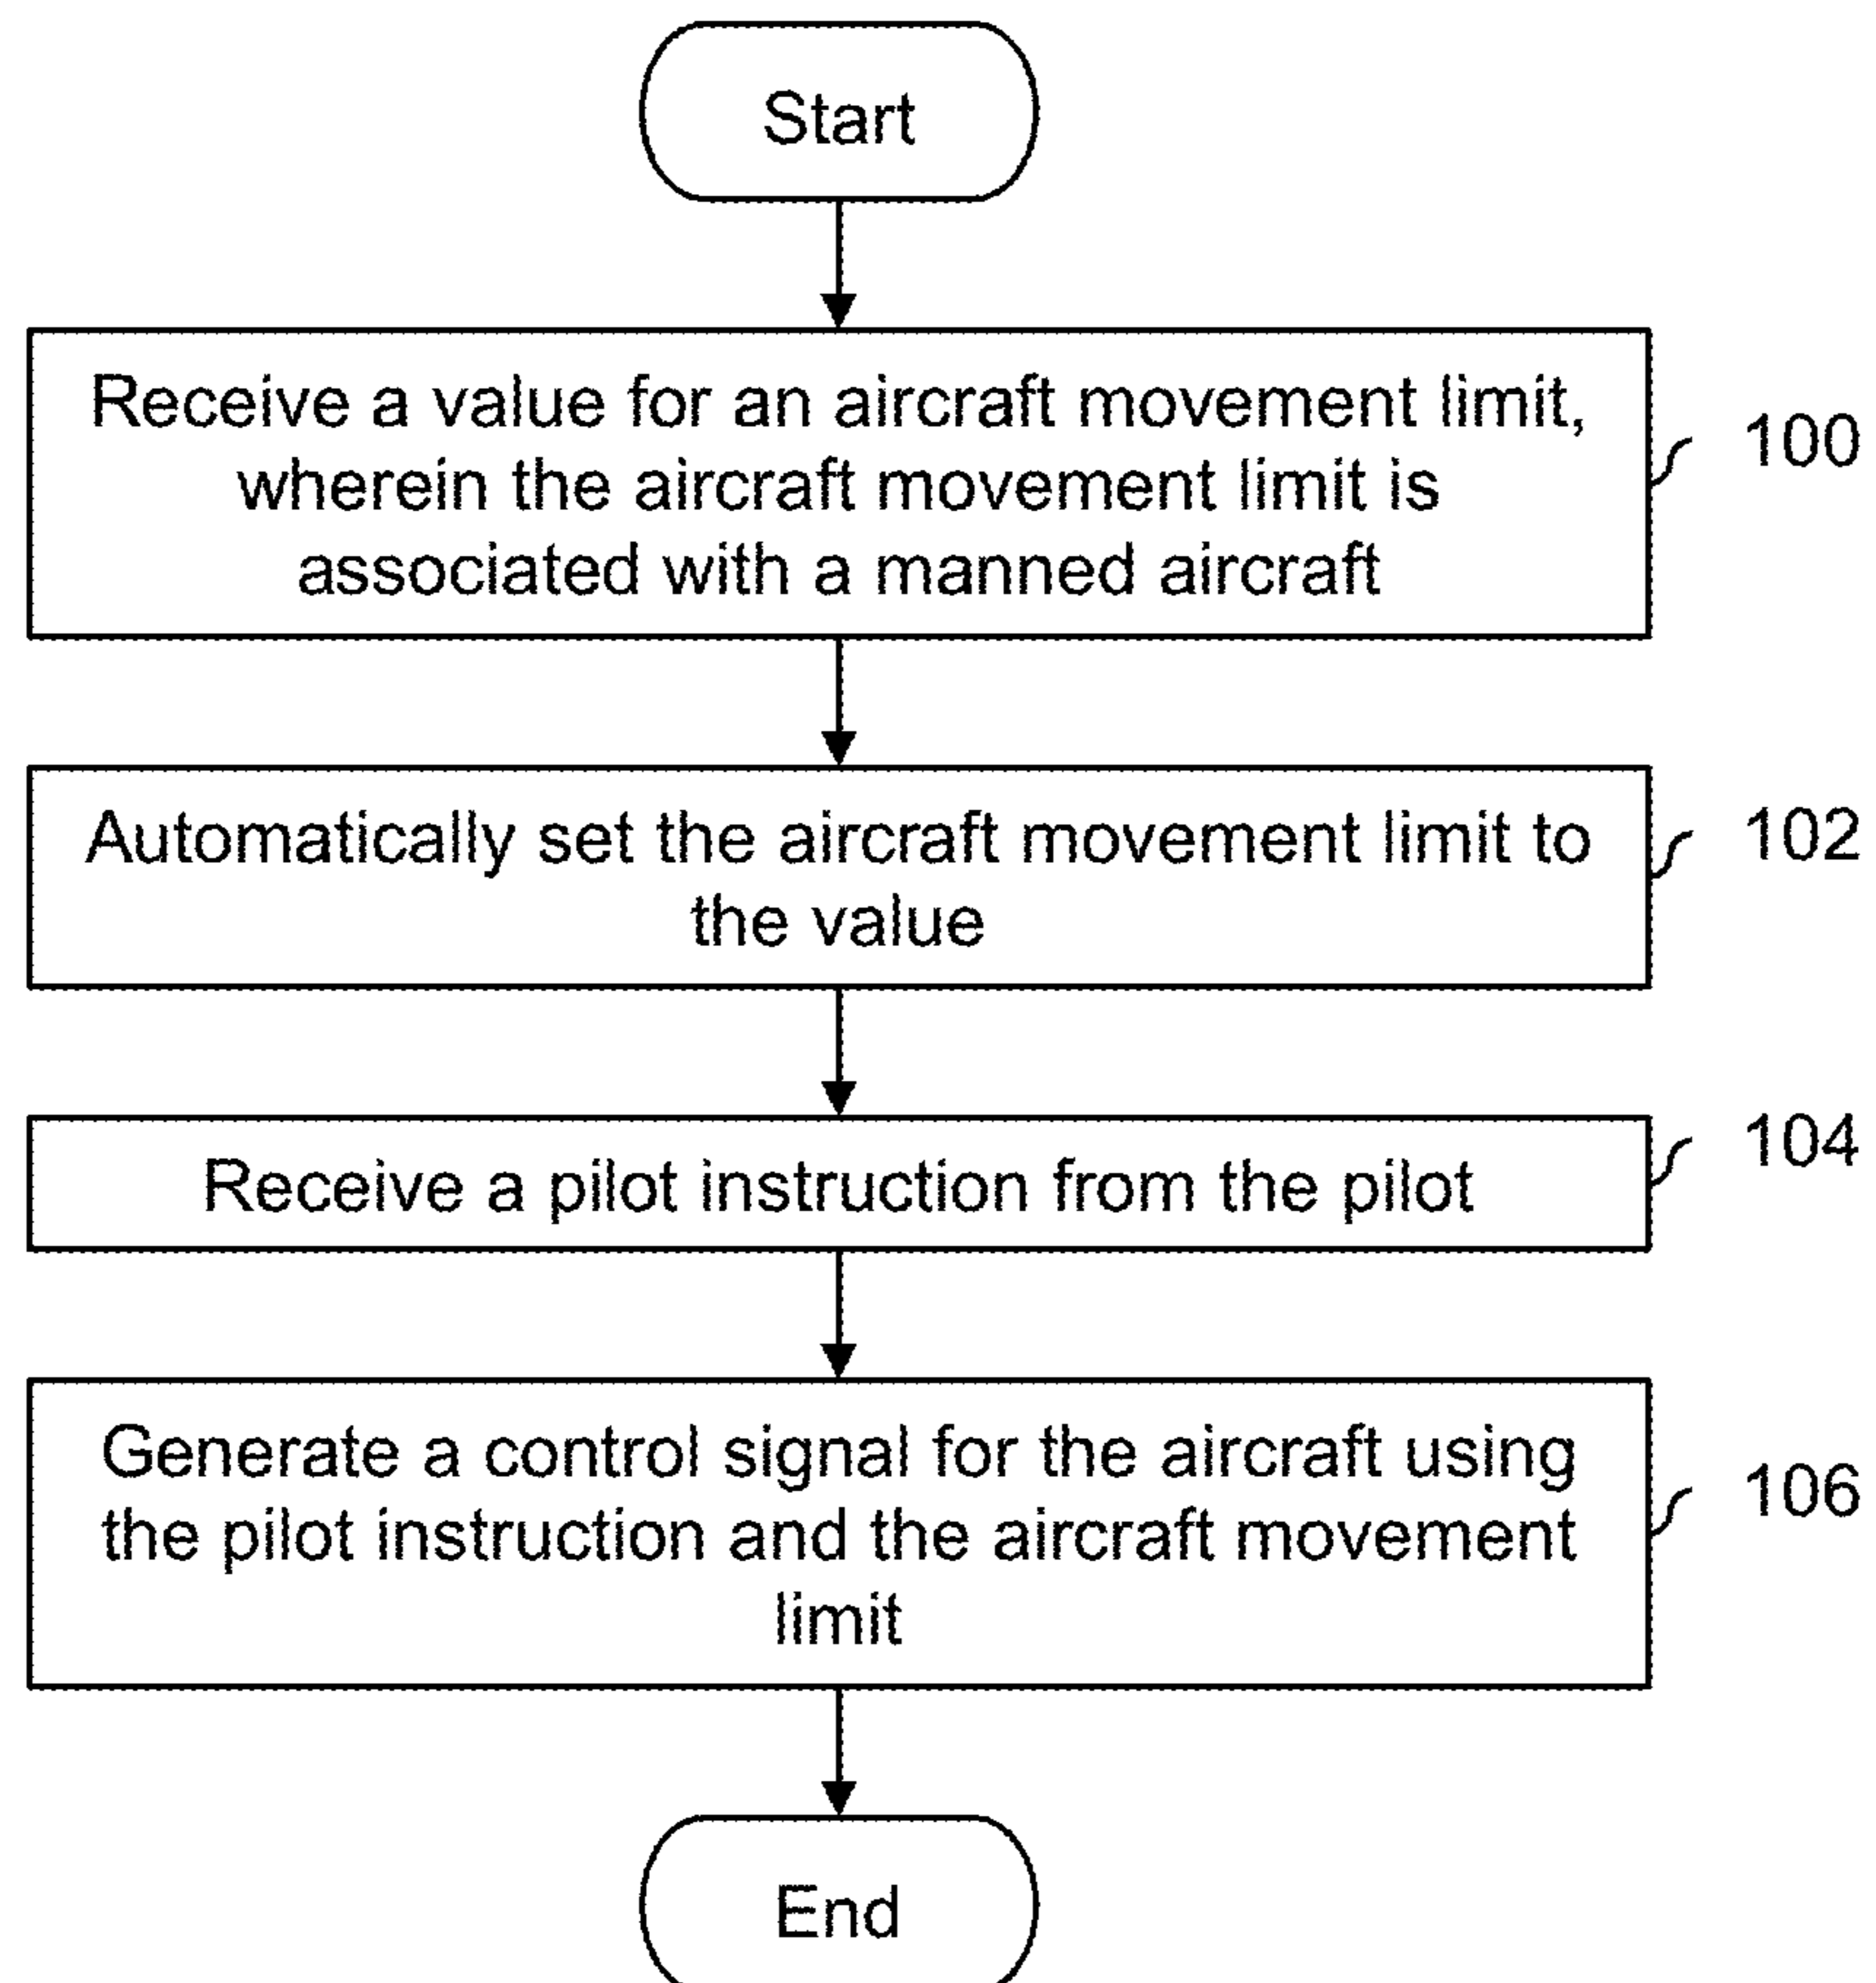 Start
Receive a value for an aircraft movement limit,
wherein the aircraft movement limit is
associated with a manned aircraft
100
Automatically set the aircraft movement limit to
the value
102
Receive a pilot instruction from the pilot
104
Generate a control signal for the aircraft using
the pilot instruction and the aircraft movement
limit
106
End